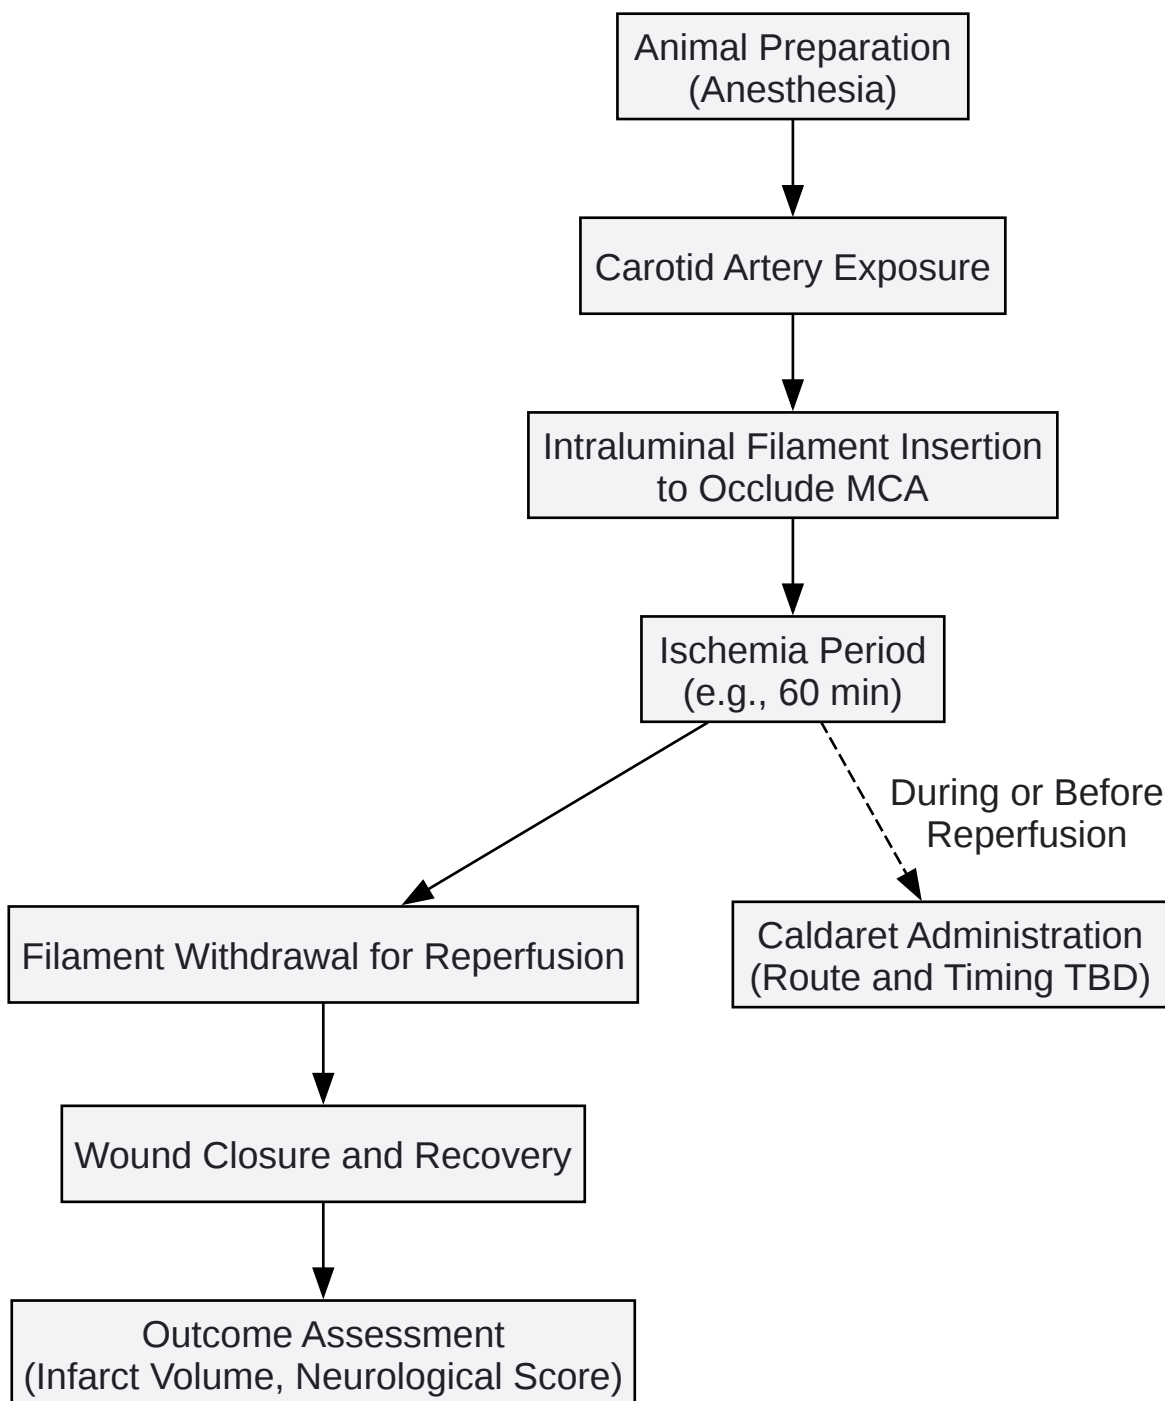 Animal Preparation
(Anesthesia)
Carotid Artery Exposure
Intraluminal Filament Insertion
to Occlude MCA
Ischemia Period
(e.g., 60 min)
During or Before
Reperfusion
Filament Withdrawal for Reperfusion
Caldaret Administration
(Route and Timing TBD)
Wound Closure and Recovery
Outcome Assessment
(Infarct Volume, Neurological Score)